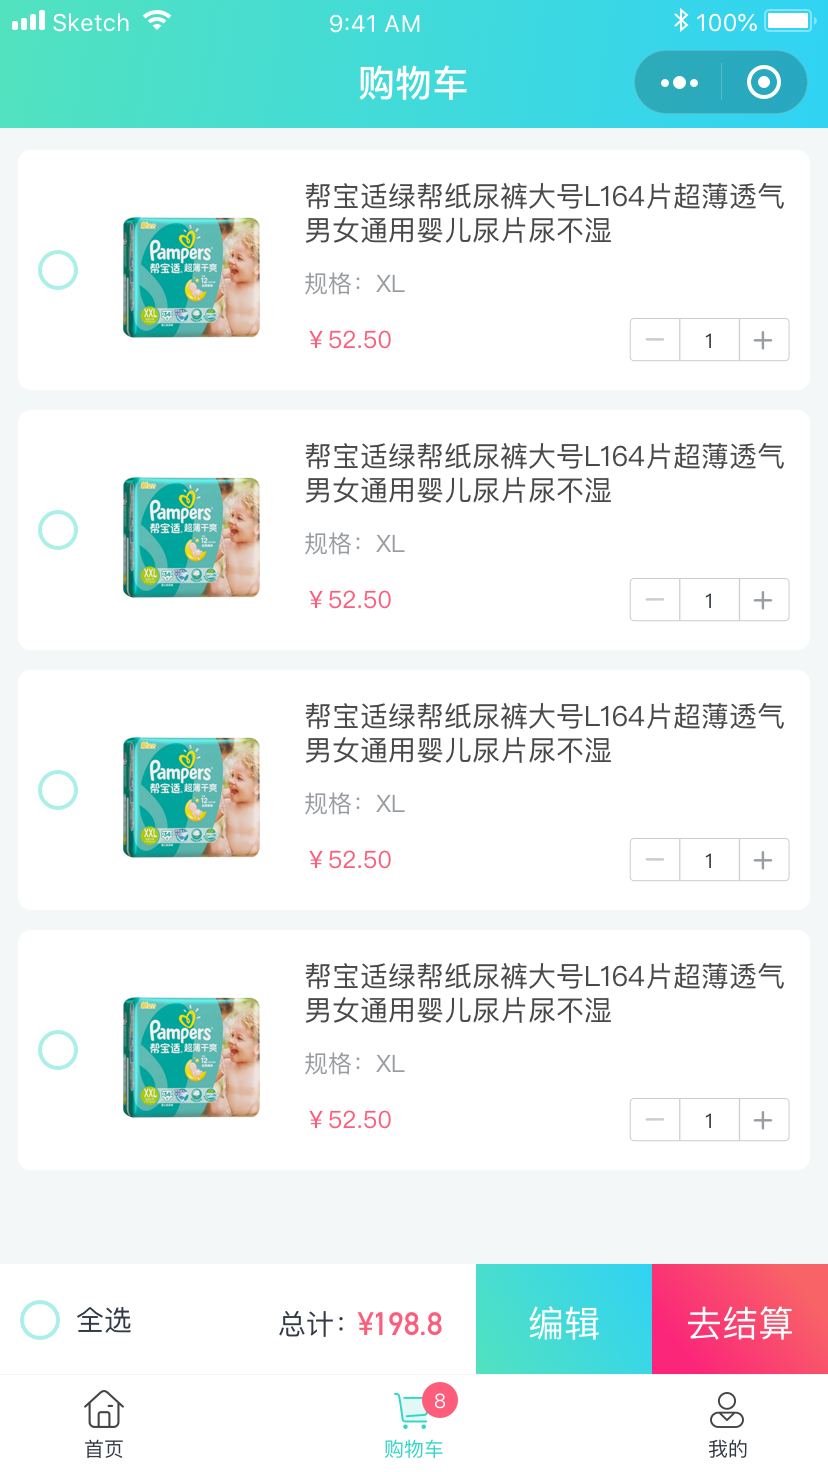 Sketch 9:41 AM 100%
购物车
帮宝适绿帮纸尿裤大号L164片超薄透气
男女通用婴儿尿片尿不湿
Pampers
帮宝适 超薄干爽
12
XXL
规格：XL
¥ 52.50
1
帮宝适绿帮纸尿裤大号L164片超薄透气
男女通用婴儿尿片尿不湿
Pampers
帮宝适 超薄干爽
12
XXL
规格：XL
¥ 52.50
1
帮宝适绿帮纸尿裤大号L164片超薄透气
男女通用婴儿尿片尿不湿
Pampers
帮宝适 超薄干爽
12
XXL
规格：XL
¥ 52.50
1
帮宝适绿帮纸尿裤大号L164片超薄透气
男女通用婴儿尿片尿不湿
Pampers
帮宝适 超薄干爽
12
XXL
规格：XL
¥ 52.50
1
全选 总计：¥198.8 编辑 去结算
8
首页 购物车 我的